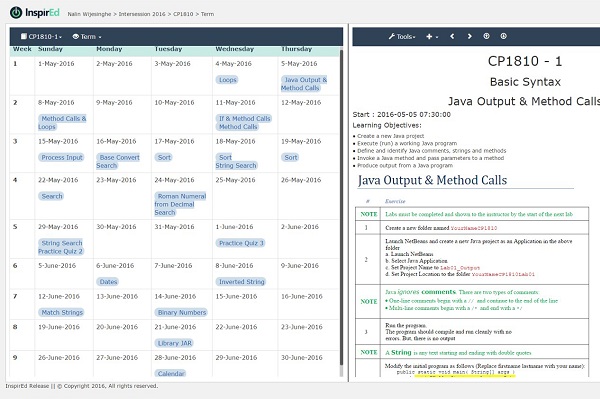 InspirEd
Nalin Wijesinghe > Intersession 2016 > CP1810 > Term
CP1810-1 Term
Week Sunday Monday Tuesday Wednesday Thursday
1 1-May-2016 2-May-2016 3-May-2016 4-May-2016 5-May-2016
Loops Java Output & Method Calls
2 8-May-2016 9-May-2016 10-May-2016 11-May-2016 12-May-2016
Method Calls & Loops If & Method Calls Method Calls
3 15-May-2016 16-May-2016 17-May-2016 18-May-2016 19-May-2016
Process Input Base Convert Search Sort Sort String Search Sort
4 22-May-2016 23-May-2016 24-May-2016 25-May-2016 26-May-2016
Search Roman Numeral from Decimal Search
5 29-May-2016 30-May-2016 31-May-2016 1-June-2016 2-June-2016
String Search Practice Quiz 2 Practice Quiz 3
6 5-June-2016 6-June-2016 7-June-2016 8-June-2016 9-June-2016
Dates Inverted String
7 12-June-2016 13-June-2016 14-June-2016 15-June-2016 16-June-2016
Match Strings Binary Numbers
8 19-June-2016 20-June-2016 21-June-2016 22-June-2016 23-June-2016
Library JAR
9 26-June-2016 27-June-2016 28-June-2016 29-June-2016 30-June-2016
Calendar
Tools
CP1810 - 1
Basic Syntax
Java Output & Method Calls
Start : 2016-05-05 07:30:00
Learning Objectives:
• Create a new Java project
• Execute (run) a working Java program
• Define and identify Java comments, strings and methods
• Invoke a Java method and pass parameters to a method
• Produce output from a Java program
Java Output & Method Calls
# Exercise
NOTE Labs must be completed and shown to the instructor by the start of the next lab
1 Create a new folder named YourNameCP1810
2 Launch NetBeans and create a new Java project as an Application in the above
folder
a. Launch NetBeans
b. Select Java Application
c. Set Project Name to Lab01_Output
d. Set Project Location to the folder YourNameCP1810Lab01
NOTE Java ignores comments. There are two types of comments
• One-line comments begin with a // and continue to the end of the line
• Multi-line comments begin with a /* and end with a */
3 Run the program.
The program should compile and run cleanly with no
errors. But, there is no output
NOTE A String is any text starting and ending with double quotes
Modify the initial program as follows (Replace firstname lastname with your name):
public static void main( String[] args )
InspirEd Release || © Copyright 2016, All rights reserved.